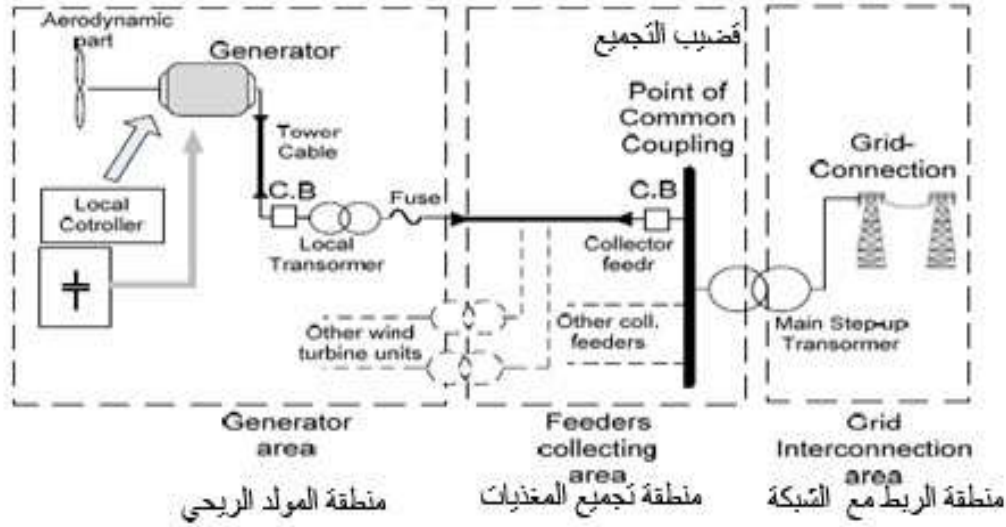 Aerodynamic
part
Generator
Tower
Cable
C.B
Fuse
Local
Cotroller
Local
Transormer
Other wind
turbine units
Generator
area
منطقة المولد الريحي
قضيب التجميع
Point of
Common
Coupling
C.B
Collector
feedr
Other coll.
feeders
Feeders
collecting
area
منطقة تجميع المغذيات
Grid-
Connection
Main Step-up
Transormer
Grid
Interconnection
area
منطقة الربط مع الشبكة